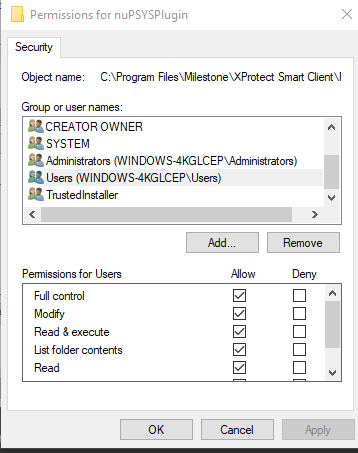 Permissions for nuPSYSPlugin
Security
Object name: C:\Program Files\Milestone\XProtect Smart Client\I
Group or user names:
CREATOR OWNER
SYSTEM
Administrators (WINDOWS-4KGLCEP\Administrators)
Users (WINDOWS-4KGLCEP\Users)
TrustedInstaller
Add... Remove
Permissions for Users Allow Deny
Full control
Modify
Read & execute
List folder contents
Read
OK Cancel Apply